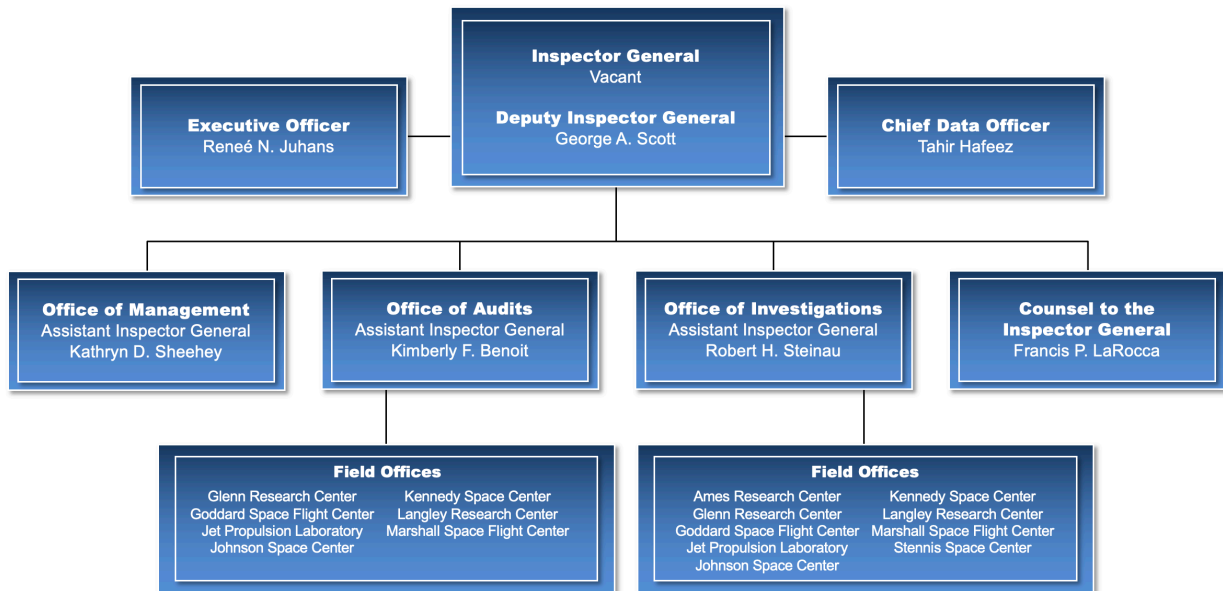 Inspector General
Vacant
Deputy Inspector General
George A. Scott
Executive Officer
Reneé N. Juhans
Chief Data Officer
Tahir Hafeez
Office of Management
Assistant Inspector General
Kathryn D. Sheehey
Office of Audits
Assistant Inspector General
Kimberly F. Benoit
Office of Investigations
Assistant Inspector General
Robert H. Steinau
Counsel to the
Inspector General
Francis P. LaRocca
Field Offices
Glenn Research Center
Goddard Space Flight Center
Jet Propulsion Laboratory
Johnson Space Center
Kennedy Space Center
Langley Research Center
Marshall Space Flight Center
Field Offices
Ames Research Center
Glenn Research Center
Goddard Space Flight Center
Jet Propulsion Laboratory
Johnson Space Center
Kennedy Space Center
Langley Research Center
Marshall Space Flight Center
Stennis Space Center